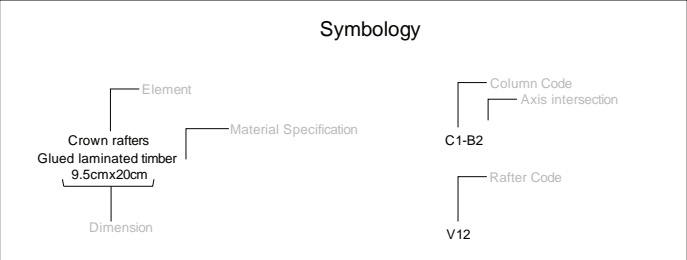 Symbology
Element
Material Specification
Crown rafters
Glued laminated timber
9.5cmx20cm
Dimension
Column Code
Axis intersection
C1-B2
Rafter Code
V12